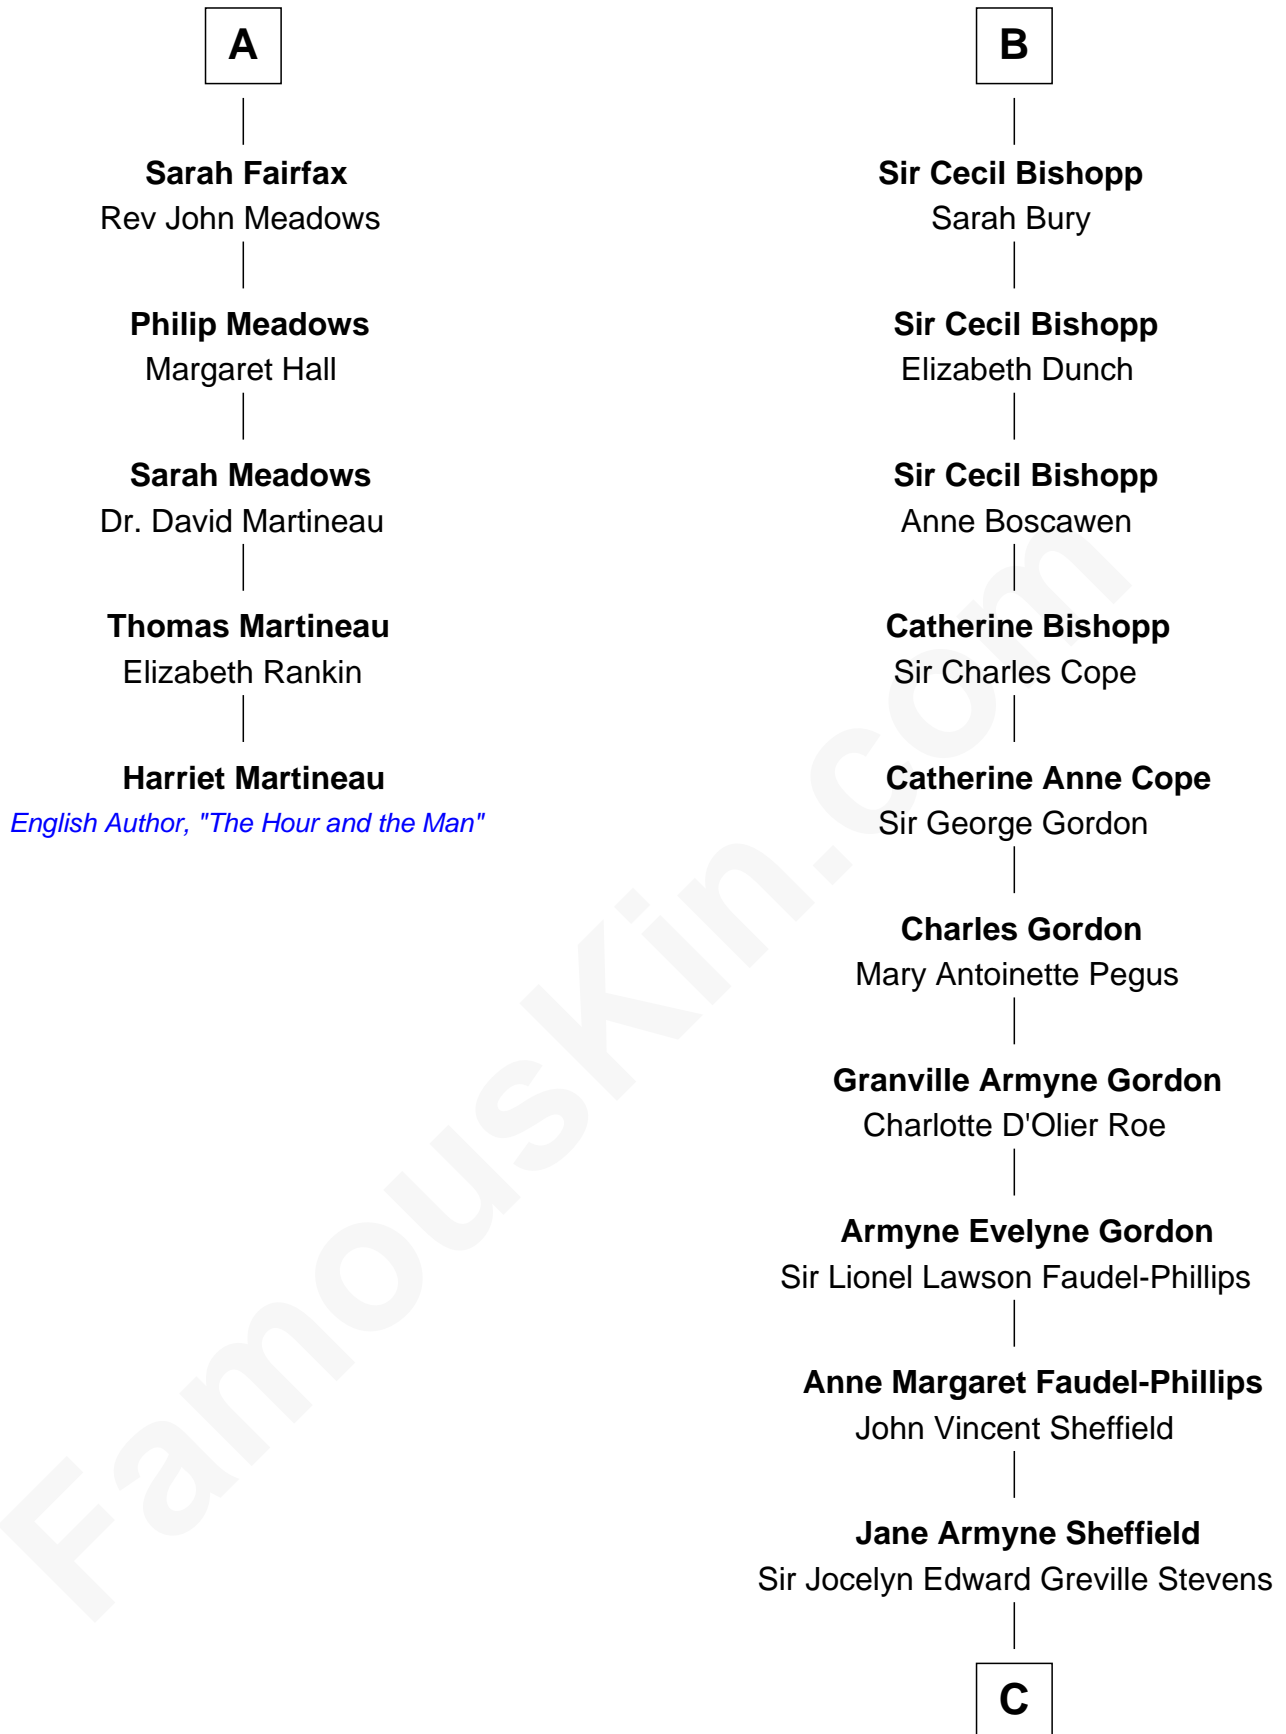 A
Sarah Fairfax
Rev John Meadows
Philip Meadows
Margaret Hall
Sarah Meadows
Dr. David Martineau
Thomas Martineau
Elizabeth Rankin
Harriet Martineau
English Author, "The Hour and the Man"
B
Sir Cecil Bishopp
Sarah Bury
Sir Cecil Bishopp
Elizabeth Dunch
Sir Cecil Bishopp
Anne Boscawen
Catherine Bishopp
Sir Charles Cope
Catherine Anne Cope
Sir George Gordon
Charles Gordon
Mary Antoinette Pegus
Granville Armyne Gordon
Charlotte D'Olier Roe
Armyne Evelyne Gordon
Sir Lionel Lawson Faudel-Phillips
Anne Margaret Faudel-Phillips
John Vincent Sheffield
Jane Armyne Sheffield
Sir Jocelyn Edward Greville Stevens
C
FamousKin.com